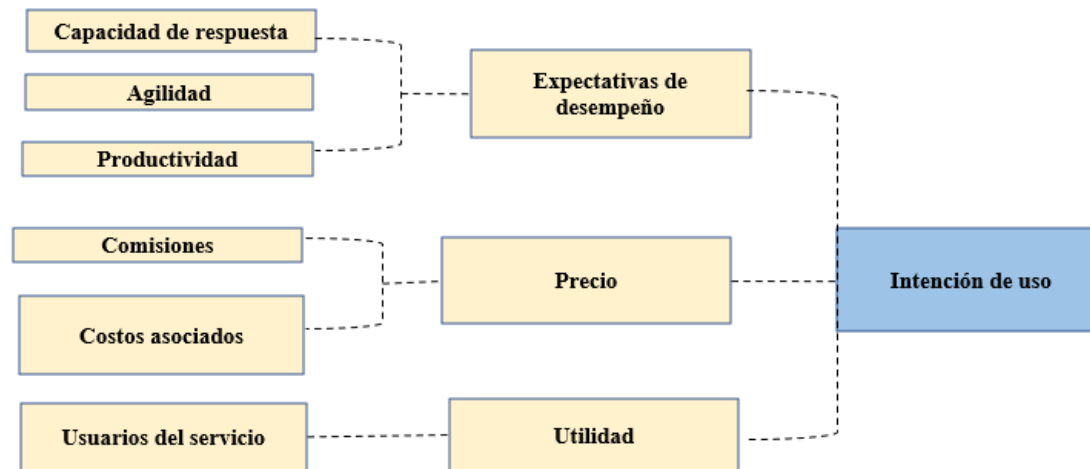 Capacidad de respuesta
Agilidad
Productividad
Expectativas de
desempeño
Comisiones
Costos asociados
Precio
Intención de uso
Usuarios del servicio
Utilidad